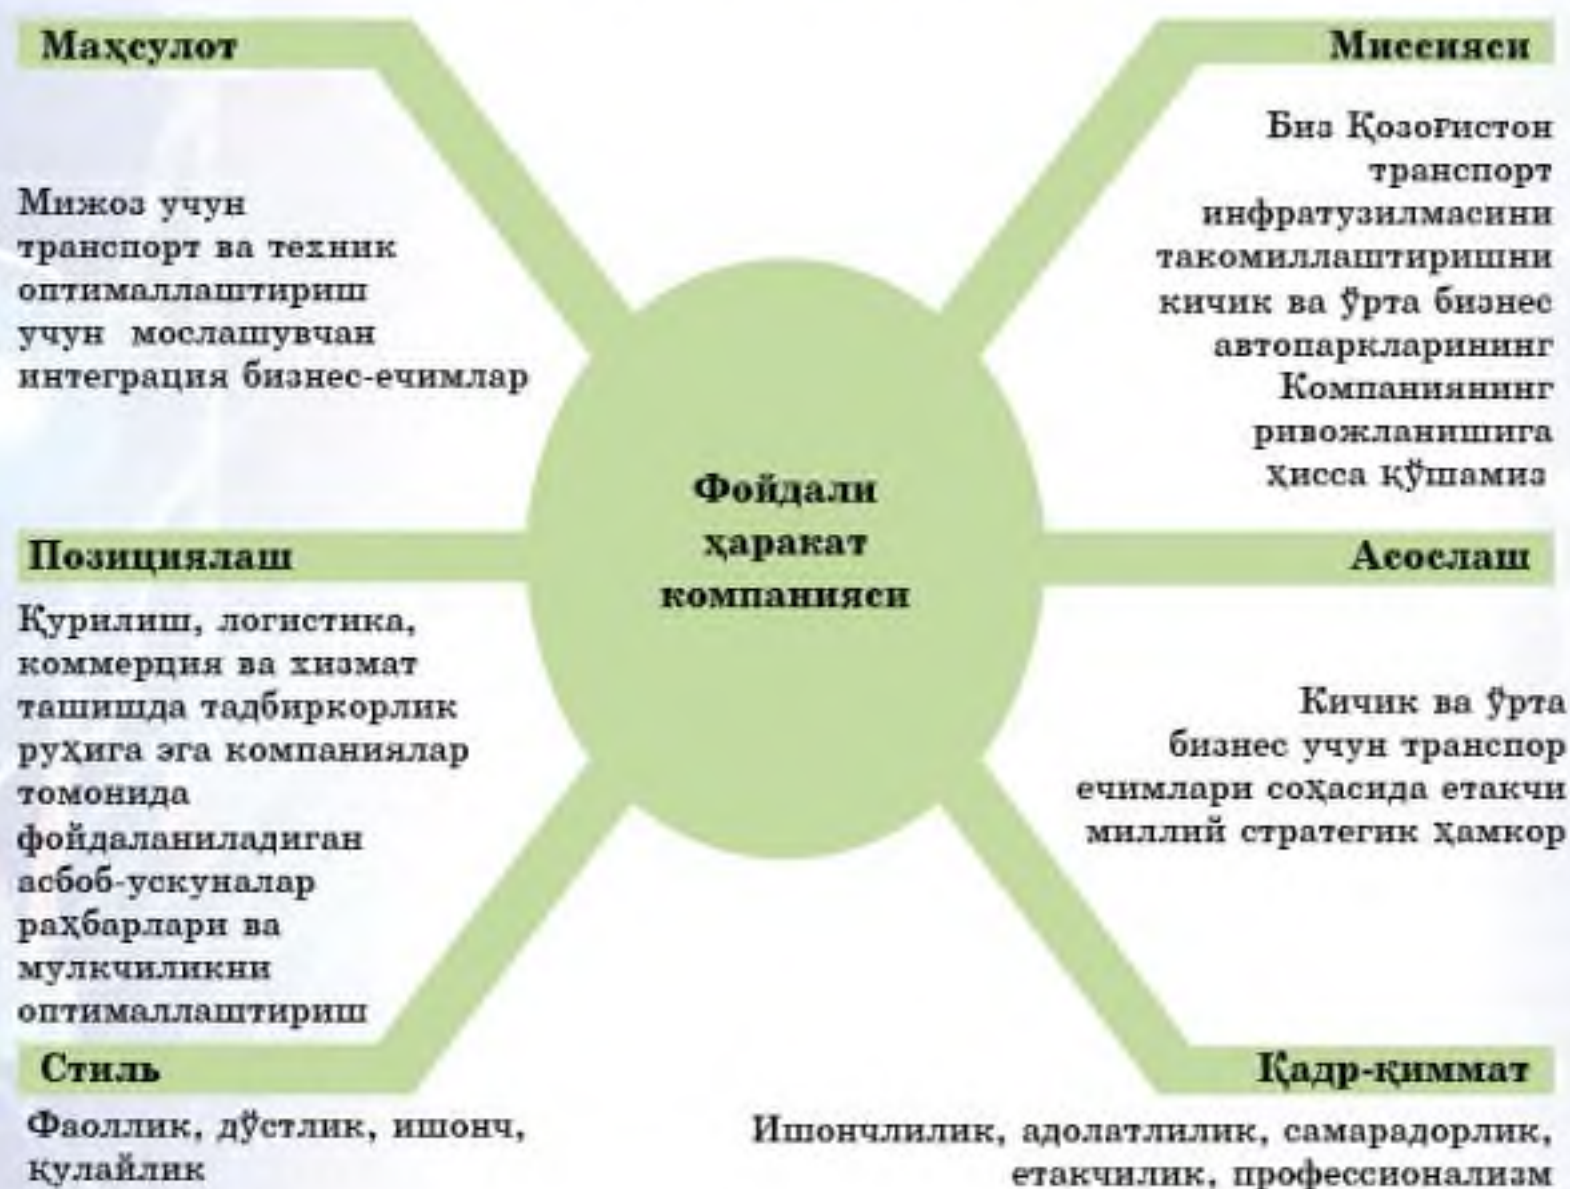 Маҳсулот
Мижоз учун
транспорт ва техник
оптималлаштириш
учун мослашувчан
интеграция бизнес-ечимлар
Позициялаш
Қурилиш, логистика,
коммерция ва хизмат
ташишда тадбиркорлик
руҳига эга компаниялар
томонида
фойдаланиладиган
асбоб-ускуналар
раҳбарлари ва
мулкчиликни
оптималлаштириш
Стиль
Фаоллик, дўстлик, ишонч,
қулайлик
Фойдали
ҳаракат
компанияси
Миссияси
Биз Қозоғистон
транспорт
инфратузилмасини
такомиллаштиришни
кичик ва ўрта бизнес
автопаркларининг
Компаниянинг
ривожланишига
ҳисса қўшамиз
Асослаш
Кичик ва ўрта
бизнес учун транспор
ечимлари соҳасида етакчи
миллий стратегик ҳамкор
Қадр-қиммат
Ишончлилик, адолатлилик, самарадорлик,
етакчилик, профессионализм